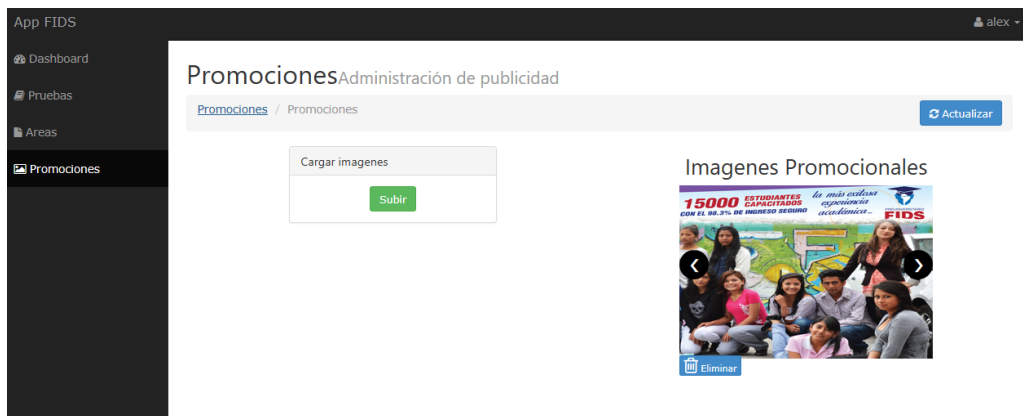 App FIDS
alex
Dashboard
Pruebas
Areas
Promociones
PromocionesAdministración de publicidad
Promociones / Promociones
Actualizar
Cargar imagenes
Subir
Imagenes Promocionales
15000 ESTUDIANTES CAPACITADOS
CON EL 98.3% DE INGRESO SEGURO
la más exitosa
experiencia
académica...
FIDS
Eliminar